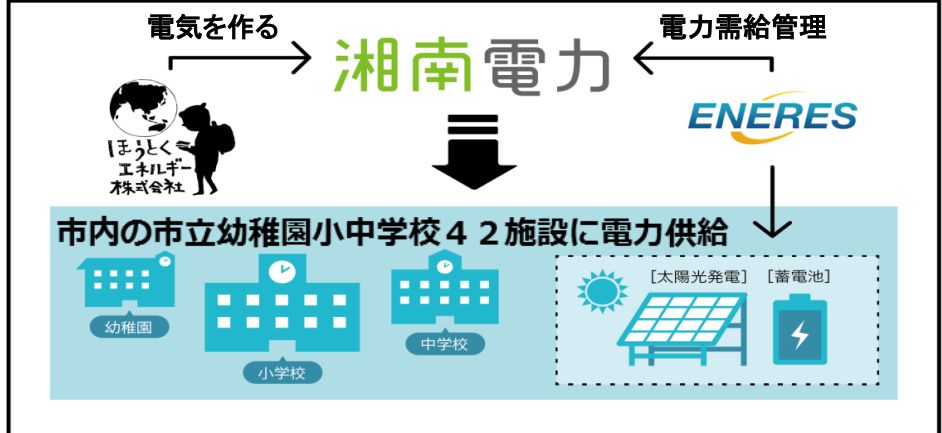 電気を作る
電力需給管理
湘南電力
ENERES
ほうとく
エネルギー
株式会社
市内の市立幼稚園小中学校４２施設に電力供給
[太陽光発電]
[蓄電池]
幼稚園
小学校
中学校